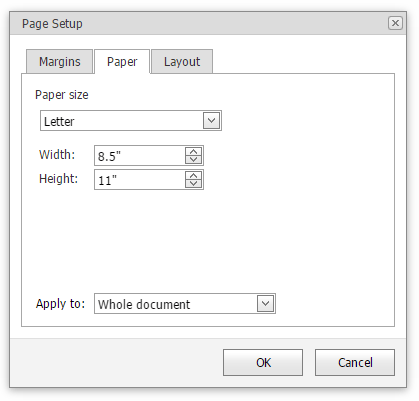 Page Setup
Margins Paper Layout
Paper size
Letter
Width: 8.5"
Height: 11"
Apply to: Whole document
OK Cancel